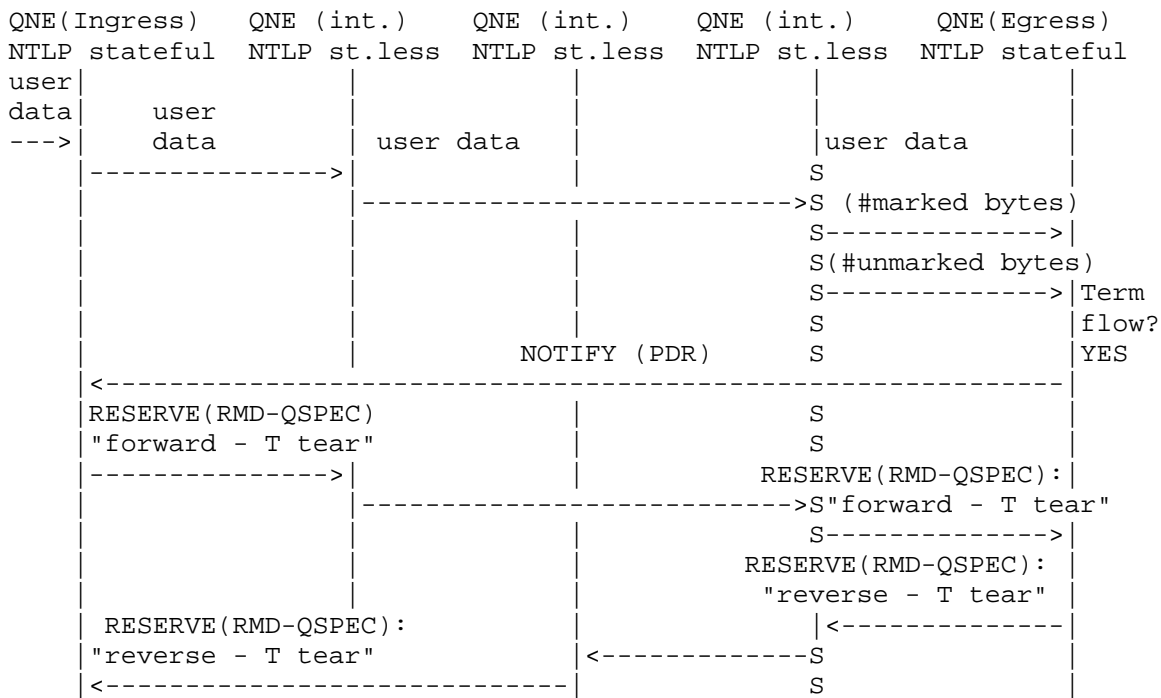 QNE(Ingress)   QNE (int.)   QNE (int.)   QNE (int.)     QNE(Egress)
NTLP stateful  NTLP st.less  NTLP st.less  NTLP st.less  NTLP stateful
user|                |             |              |               |
data|    user        |             |              |               |
--->|    data        | user data   |              |user data      |
    |--------------->|             |              S               |
    |                |--------------------------->S (#marked bytes)
    |                |             |              S-------------->|
    |                |             |              S(#unmarked bytes)
    |                |             |              S-------------->|Term
    |                |             |              S               |flow?
    |                |          NOTIFY (PDR)      S               |YES
    |<------------------------------------------------------------|
    |RESERVE(RMD-QSPEC)            |              S               |
    |"forward - T tear"            |              S               |
    |--------------->|             |           RESERVE(RMD-QSPEC):|
    |                |--------------------------->S"forward - T tear"
    |                |             |              S-------------->|
    |                |             |          RESERVE(RMD-QSPEC): |
    |                |             |           "reverse - T tear" |
    | RESERVE(RMD-QSPEC):          |              |<--------------|
    |"reverse - T tear"            |<-------------S               |
    |<-----------------------------|              S               |